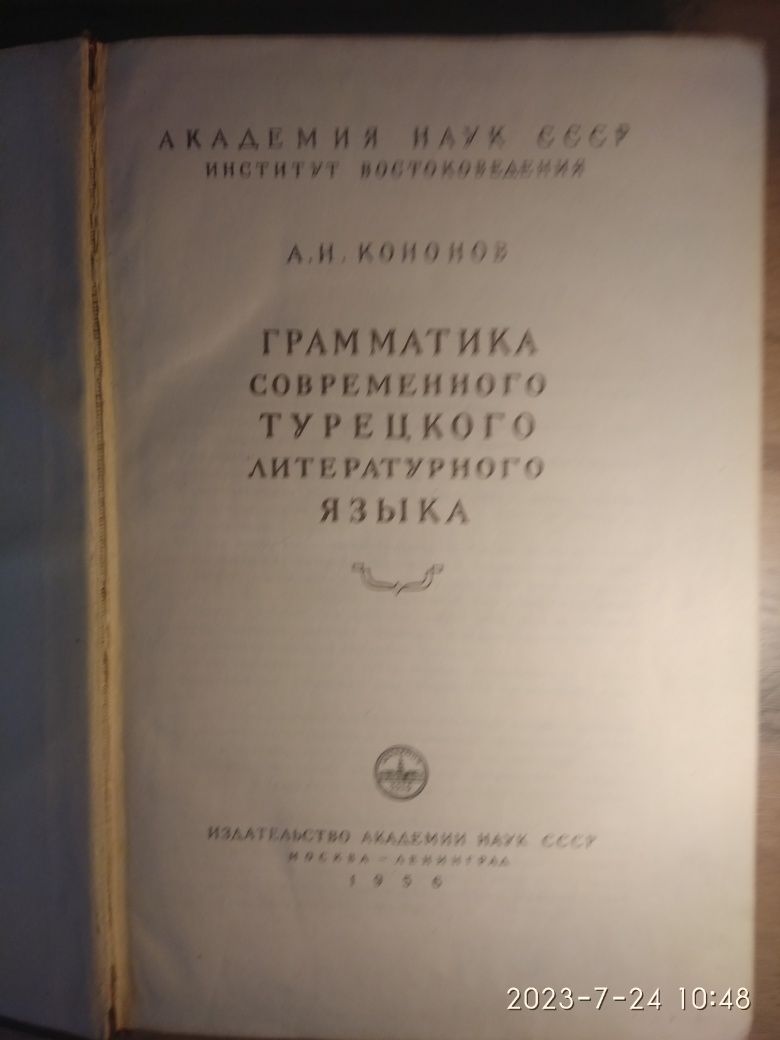 АКАДЕМИЯ НАУК СССР
ИНСТИТУТ ВОСТОКОВЕДЕНИЯ
А. Н. КОНОНОВ
ГРАММАТИКА
СОВРЕМЕННОГО
ТУРЕЦКОГО
ЛИТЕРАТУРНОГО
ЯЗЫКА
ИЗДАТЕЛЬСТВО АКАДЕМИИ НАУК СССР
МОСКВА – ЛЕНИНГРАД
1956
2023-7-24 10:48